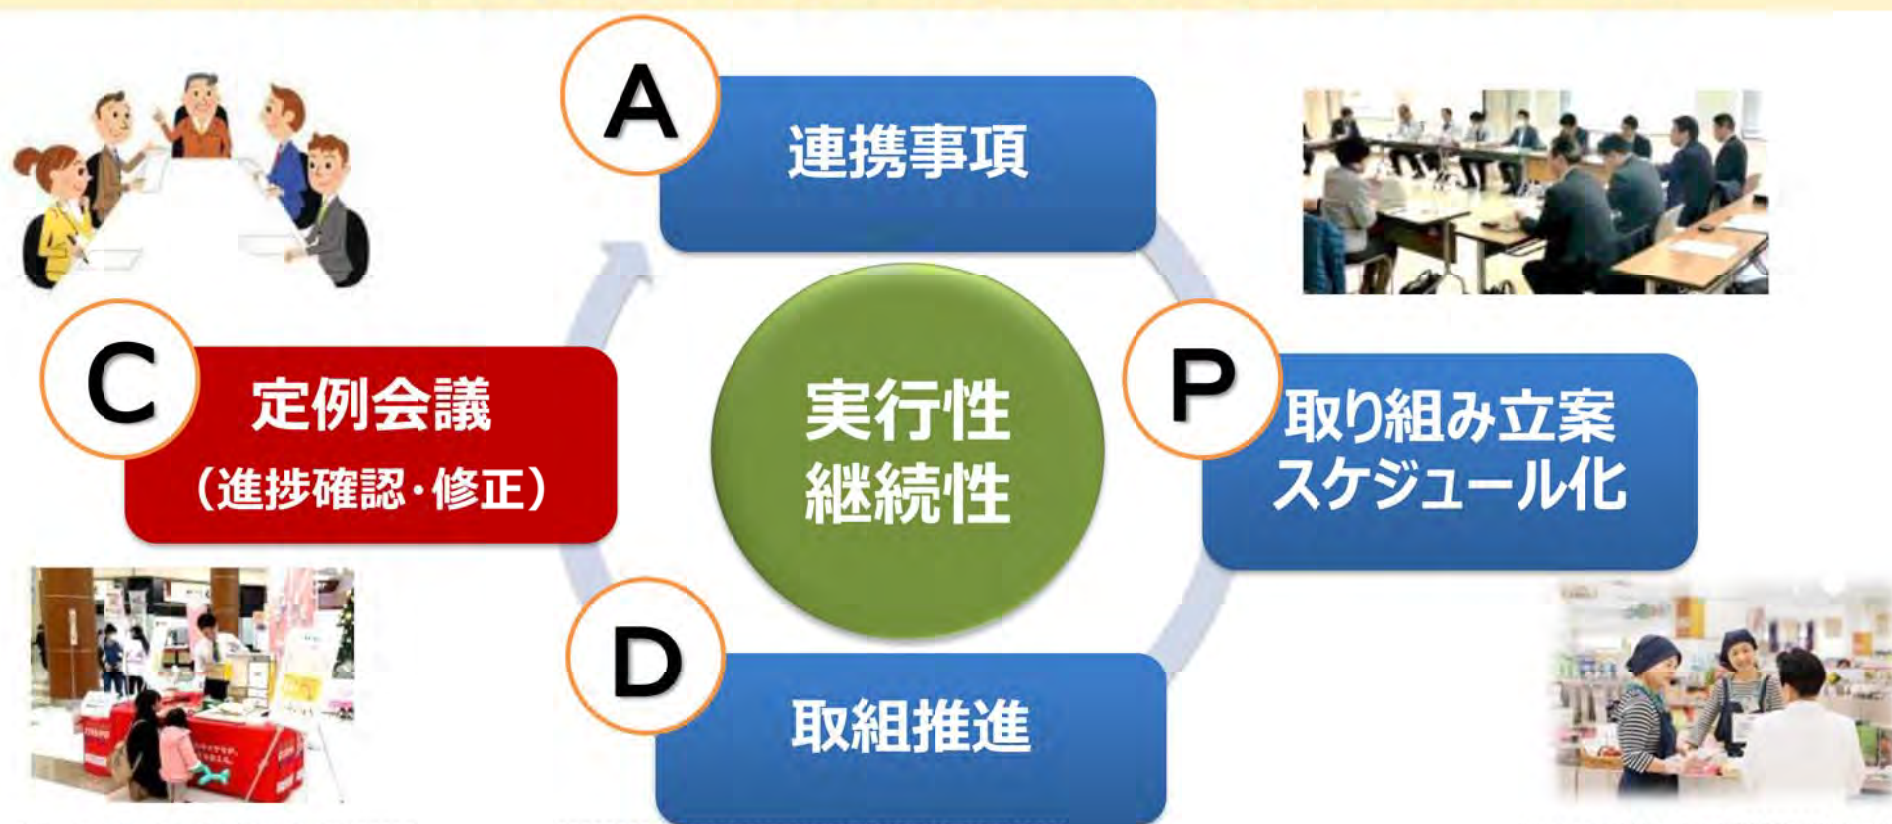 A
連携事項
P
取り組み立案
スケジュール化
C
定例会議
（進捗確認・修正）
実行性
継続性
D
取組推進